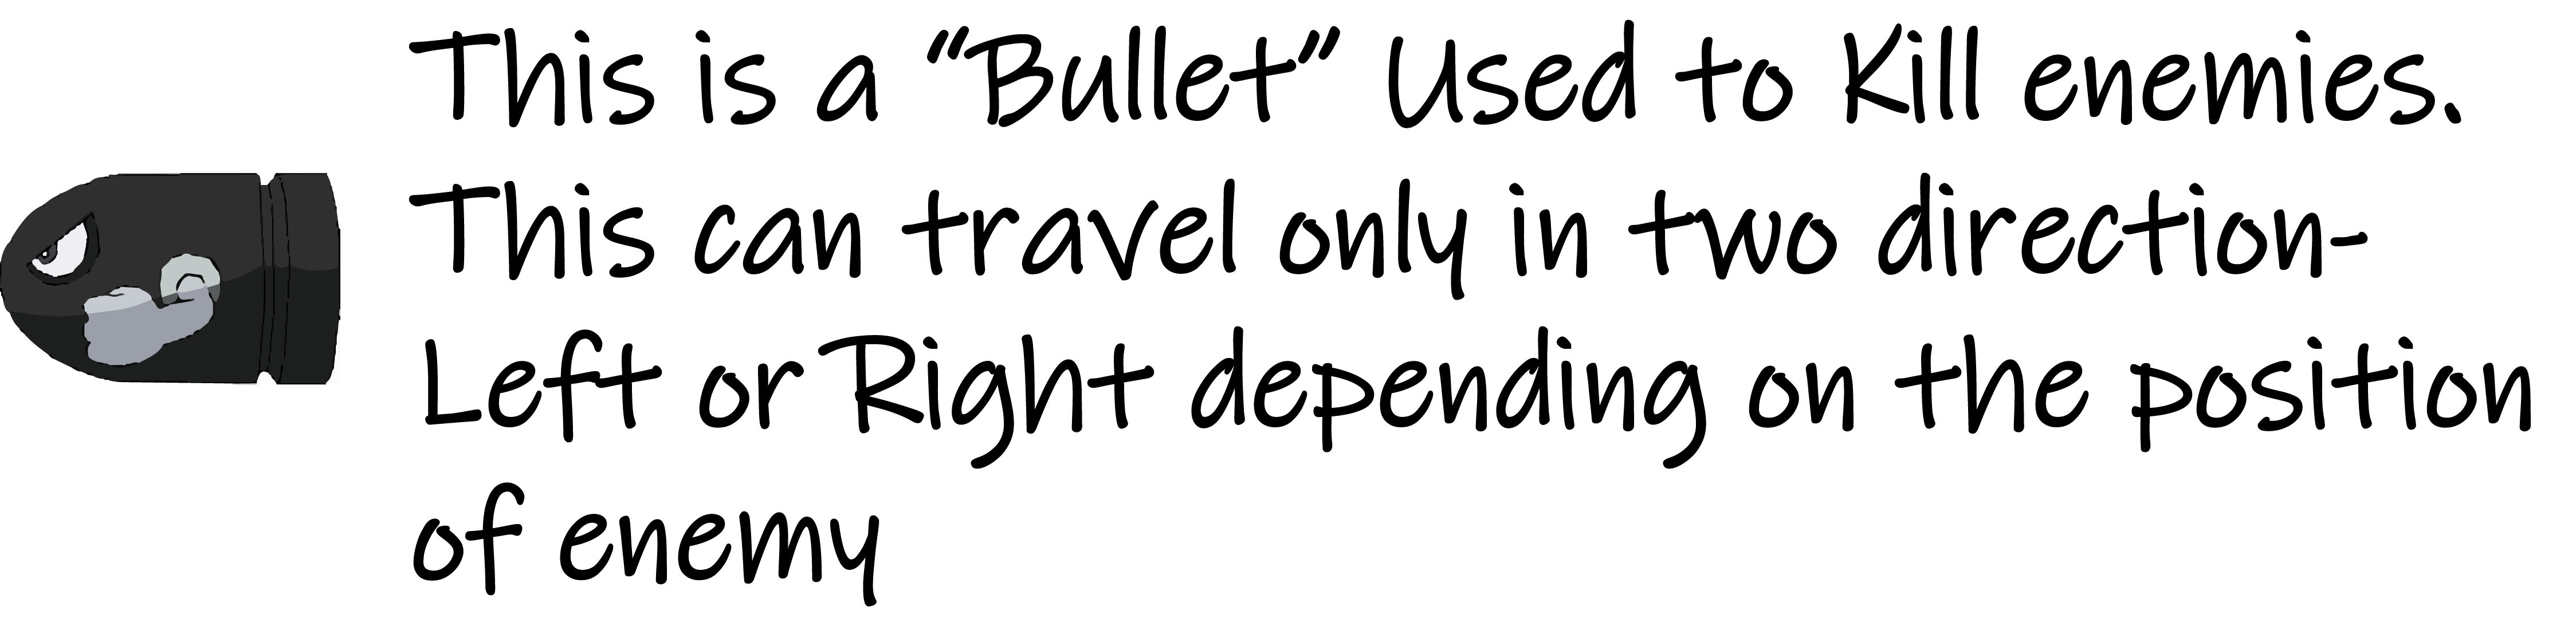 This is a “Bullet” Used to Kill enemies.
This can travel only in two direction-
Left or Right depending on the position
of enemy